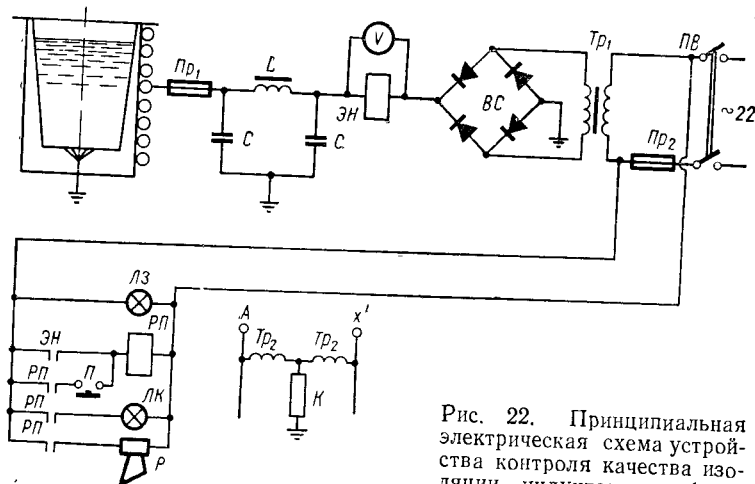 V
Пр₁
ЭН
ВС
Тр₁
ПВ
~22
Пр₂
С
С
ЛЗ
РП
ЭН
РП
П
РП
ЛК
РП
Р
А
х'
Тр₂
Тр₂
К
Рис. 22. Принципиальная
электрическая схема устрой-
ства контроля качества изо-